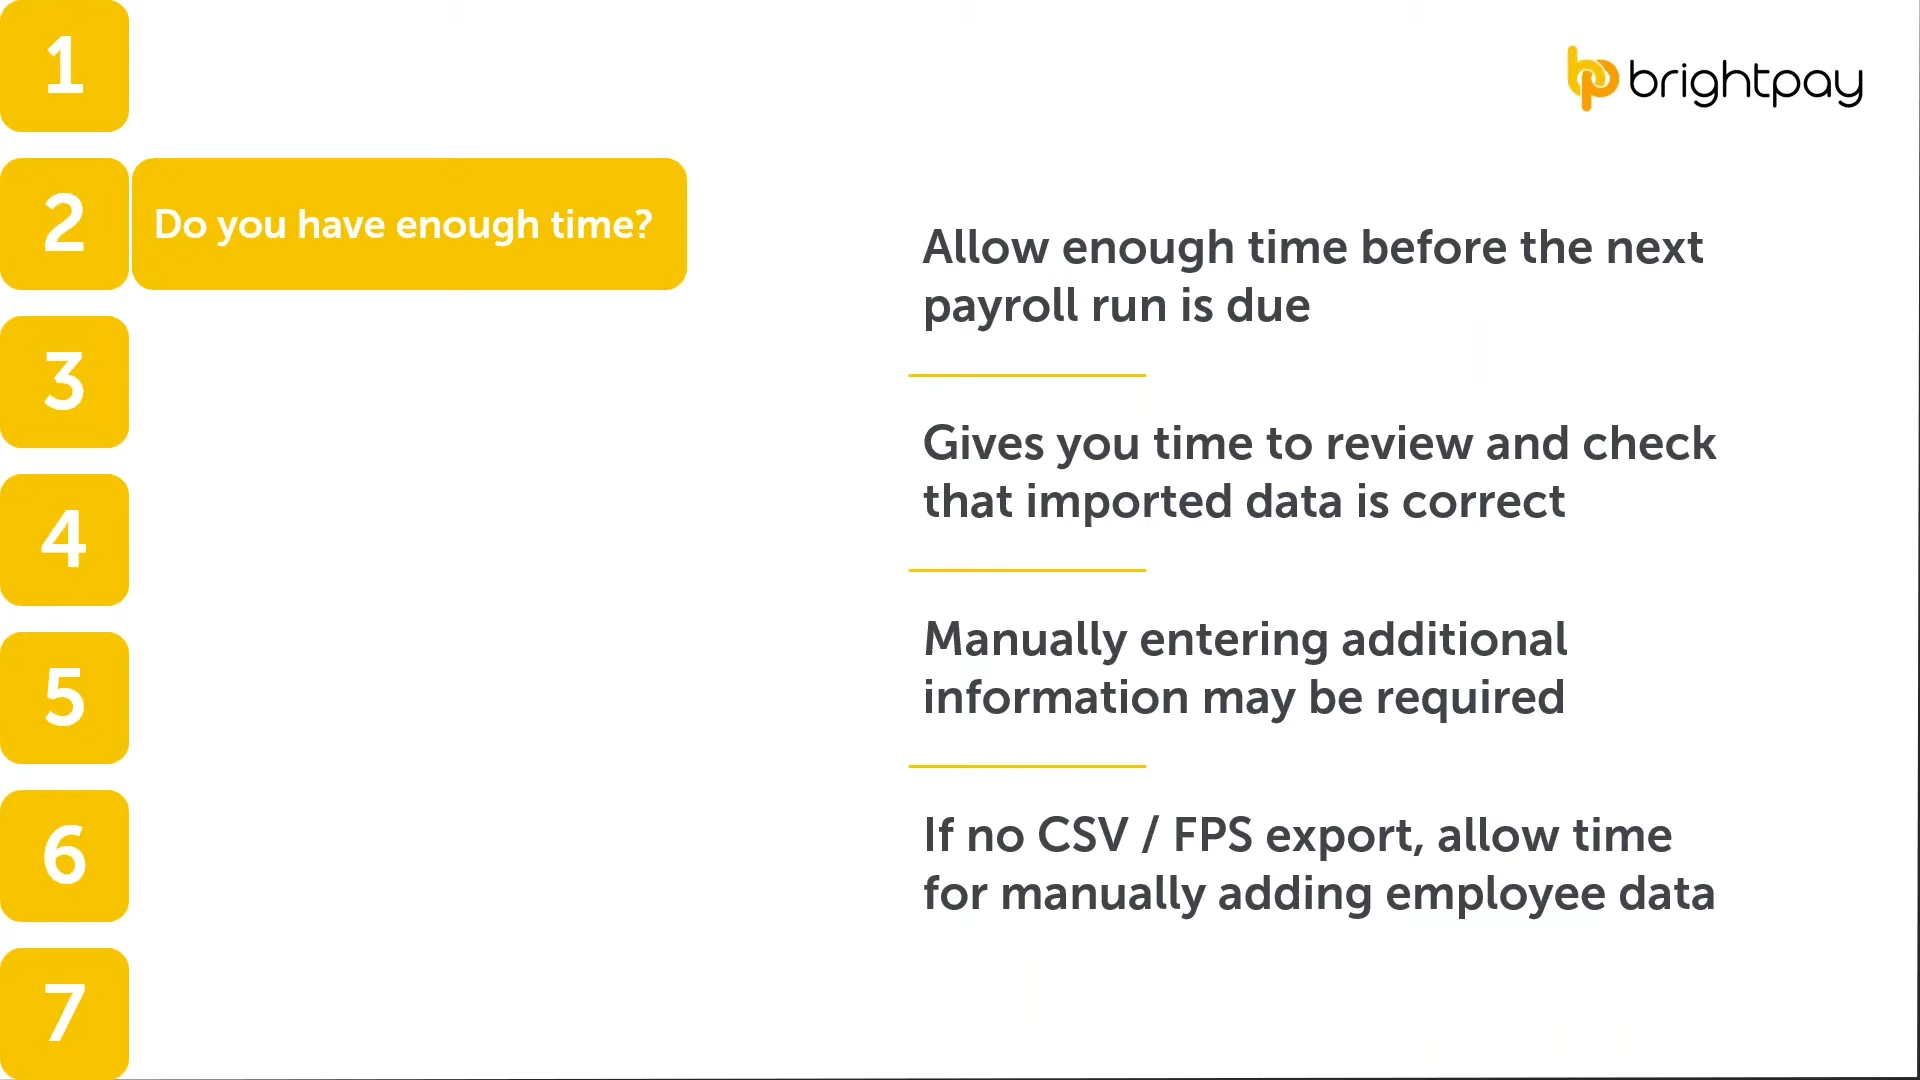 1
brightpay
2
Do you have enough time?
Allow enough time before the next
payroll run is due
3
Gives you time to review and check
that imported data is correct
4
Manually entering additional
information may be required
5
6
If no CSV / FPS export, allow time
for manually adding employee data
7